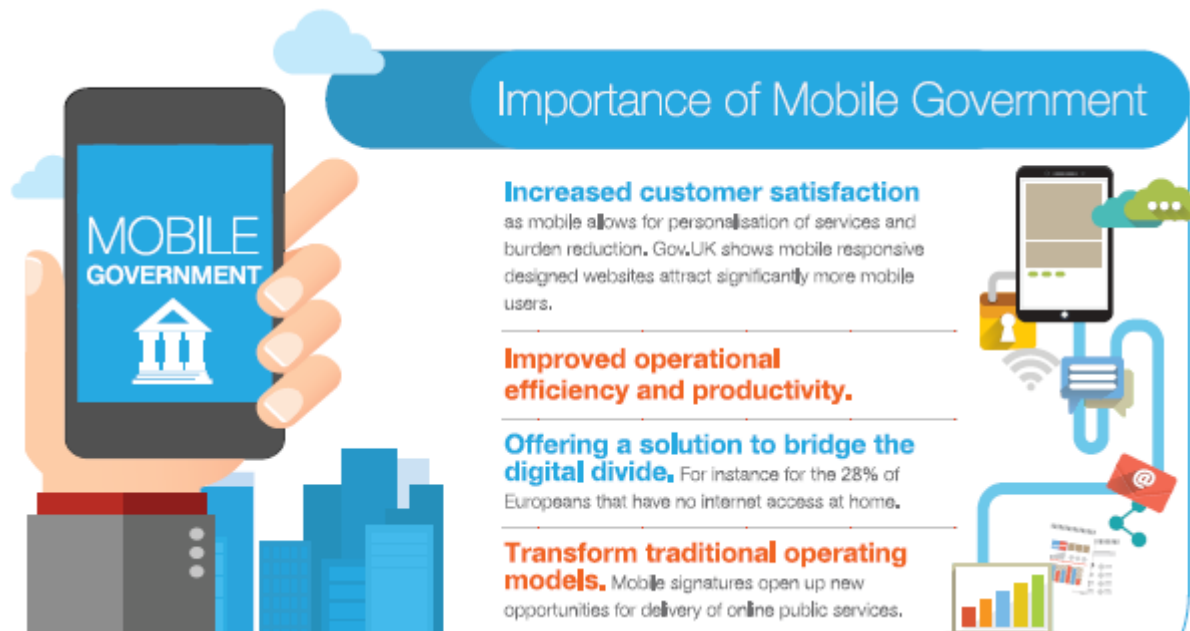 Importance of Mobile Government
MOBILE
GOVERNMENT
Increased customer satisfaction
as mobile allows for personalisation of services and
burden reduction. Gov.UK shows mobile responsive
designed websites attract significantly more mobile
users.
Improved operational
efficiency and productivity.
Offering a solution to bridge the
digital divide. For instance for the 28% of
Europeans that have no internet access at home.
Transform traditional operating
models. Mobile signatures open up new
opportunities for delivery of online public services.
@